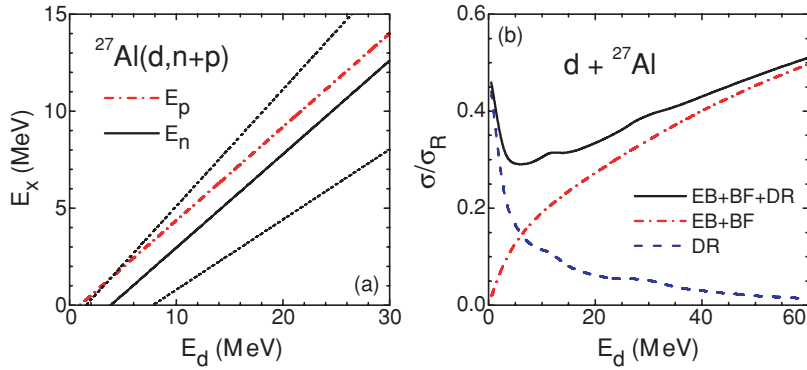 15
10
5
0
0
10
20
30
E_x (MeV)
E_d (MeV)
²⁷Al(d,n+p)
E_p
E_n
(a)
0.6
0.4
0.2
0.0
0
20
40
60
σ/σ_R
E_d (MeV)
(b)
d + ²⁷Al
EB+BF+DR
EB+BF
DR